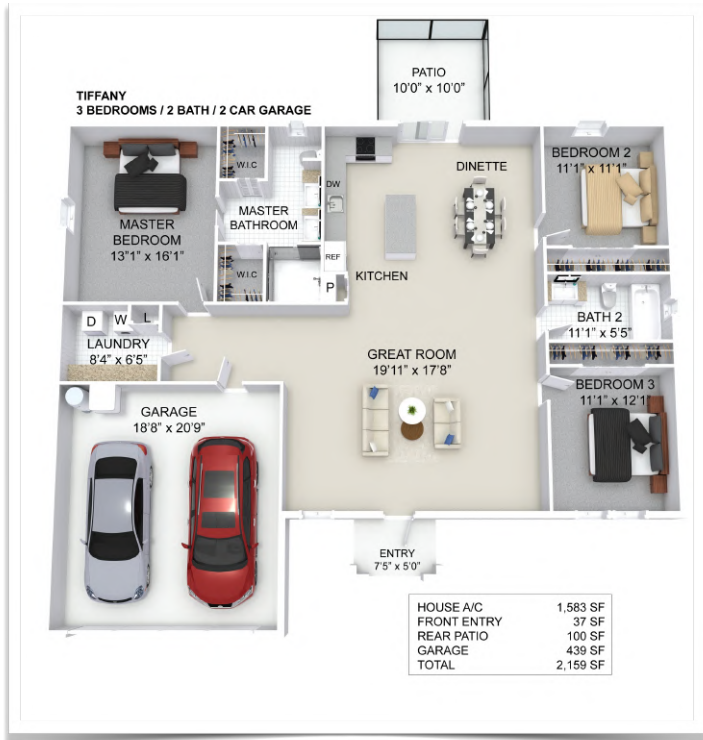 TIFFANY
3 BEDROOMS / 2 BATH / 2 CAR GARAGE
PATIO
10'0" x 10'0"
W.I.C
DINETTE
BEDROOM 2
11'1" x 11'1"
DW
MASTER
BEDROOM
13'1" x 16'1"
MASTER
BATHROOM
REF
W.I.C
P
KITCHEN
D
W
L
LAUNDRY
8'4" x 6'5"
BATH 2
11'1" x 5'5"
GREAT ROOM
19'11" x 17'8"
BEDROOM 3
11'1" x 12'1"
GARAGE
18'8" x 20'9"
ENTRY
7'5" x 5'0"
HOUSE A/C 1,583 SF
FRONT ENTRY 37 SF
REAR PATIO 100 SF
GARAGE 439 SF
TOTAL 2,159 SF